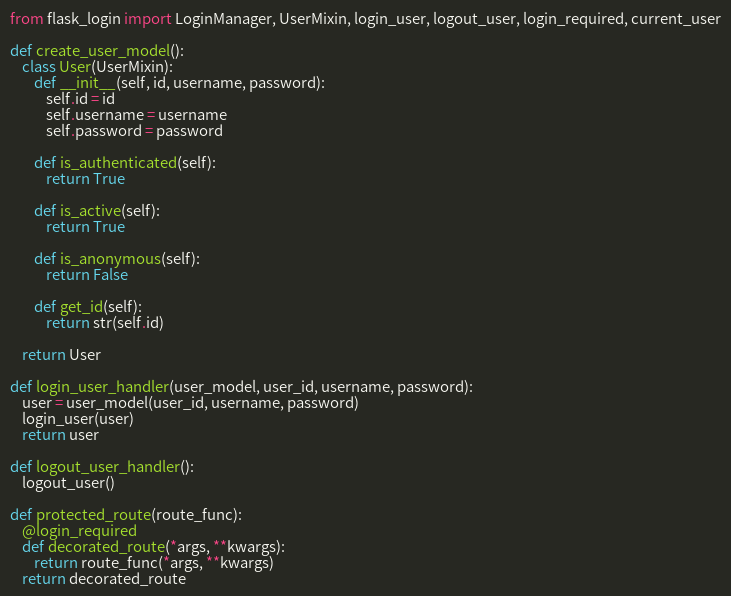 from flask_login import LoginManager, UserMixin, login_user, logout_user, login_required, current_user

def create_user_model():
    class User(UserMixin):
        def __init__(self, id, username, password):
            self.id = id
            self.username = username
            self.password = password

        def is_authenticated(self):
            return True

        def is_active(self):
            return True

        def is_anonymous(self):
            return False

        def get_id(self):
            return str(self.id)

    return User

def login_user_handler(user_model, user_id, username, password):
    user = user_model(user_id, username, password)
    login_user(user)
    return user

def logout_user_handler():
    logout_user()

def protected_route(route_func):
    @login_required
    def decorated_route(*args, **kwargs):
        return route_func(*args, **kwargs)
    return decorated_route